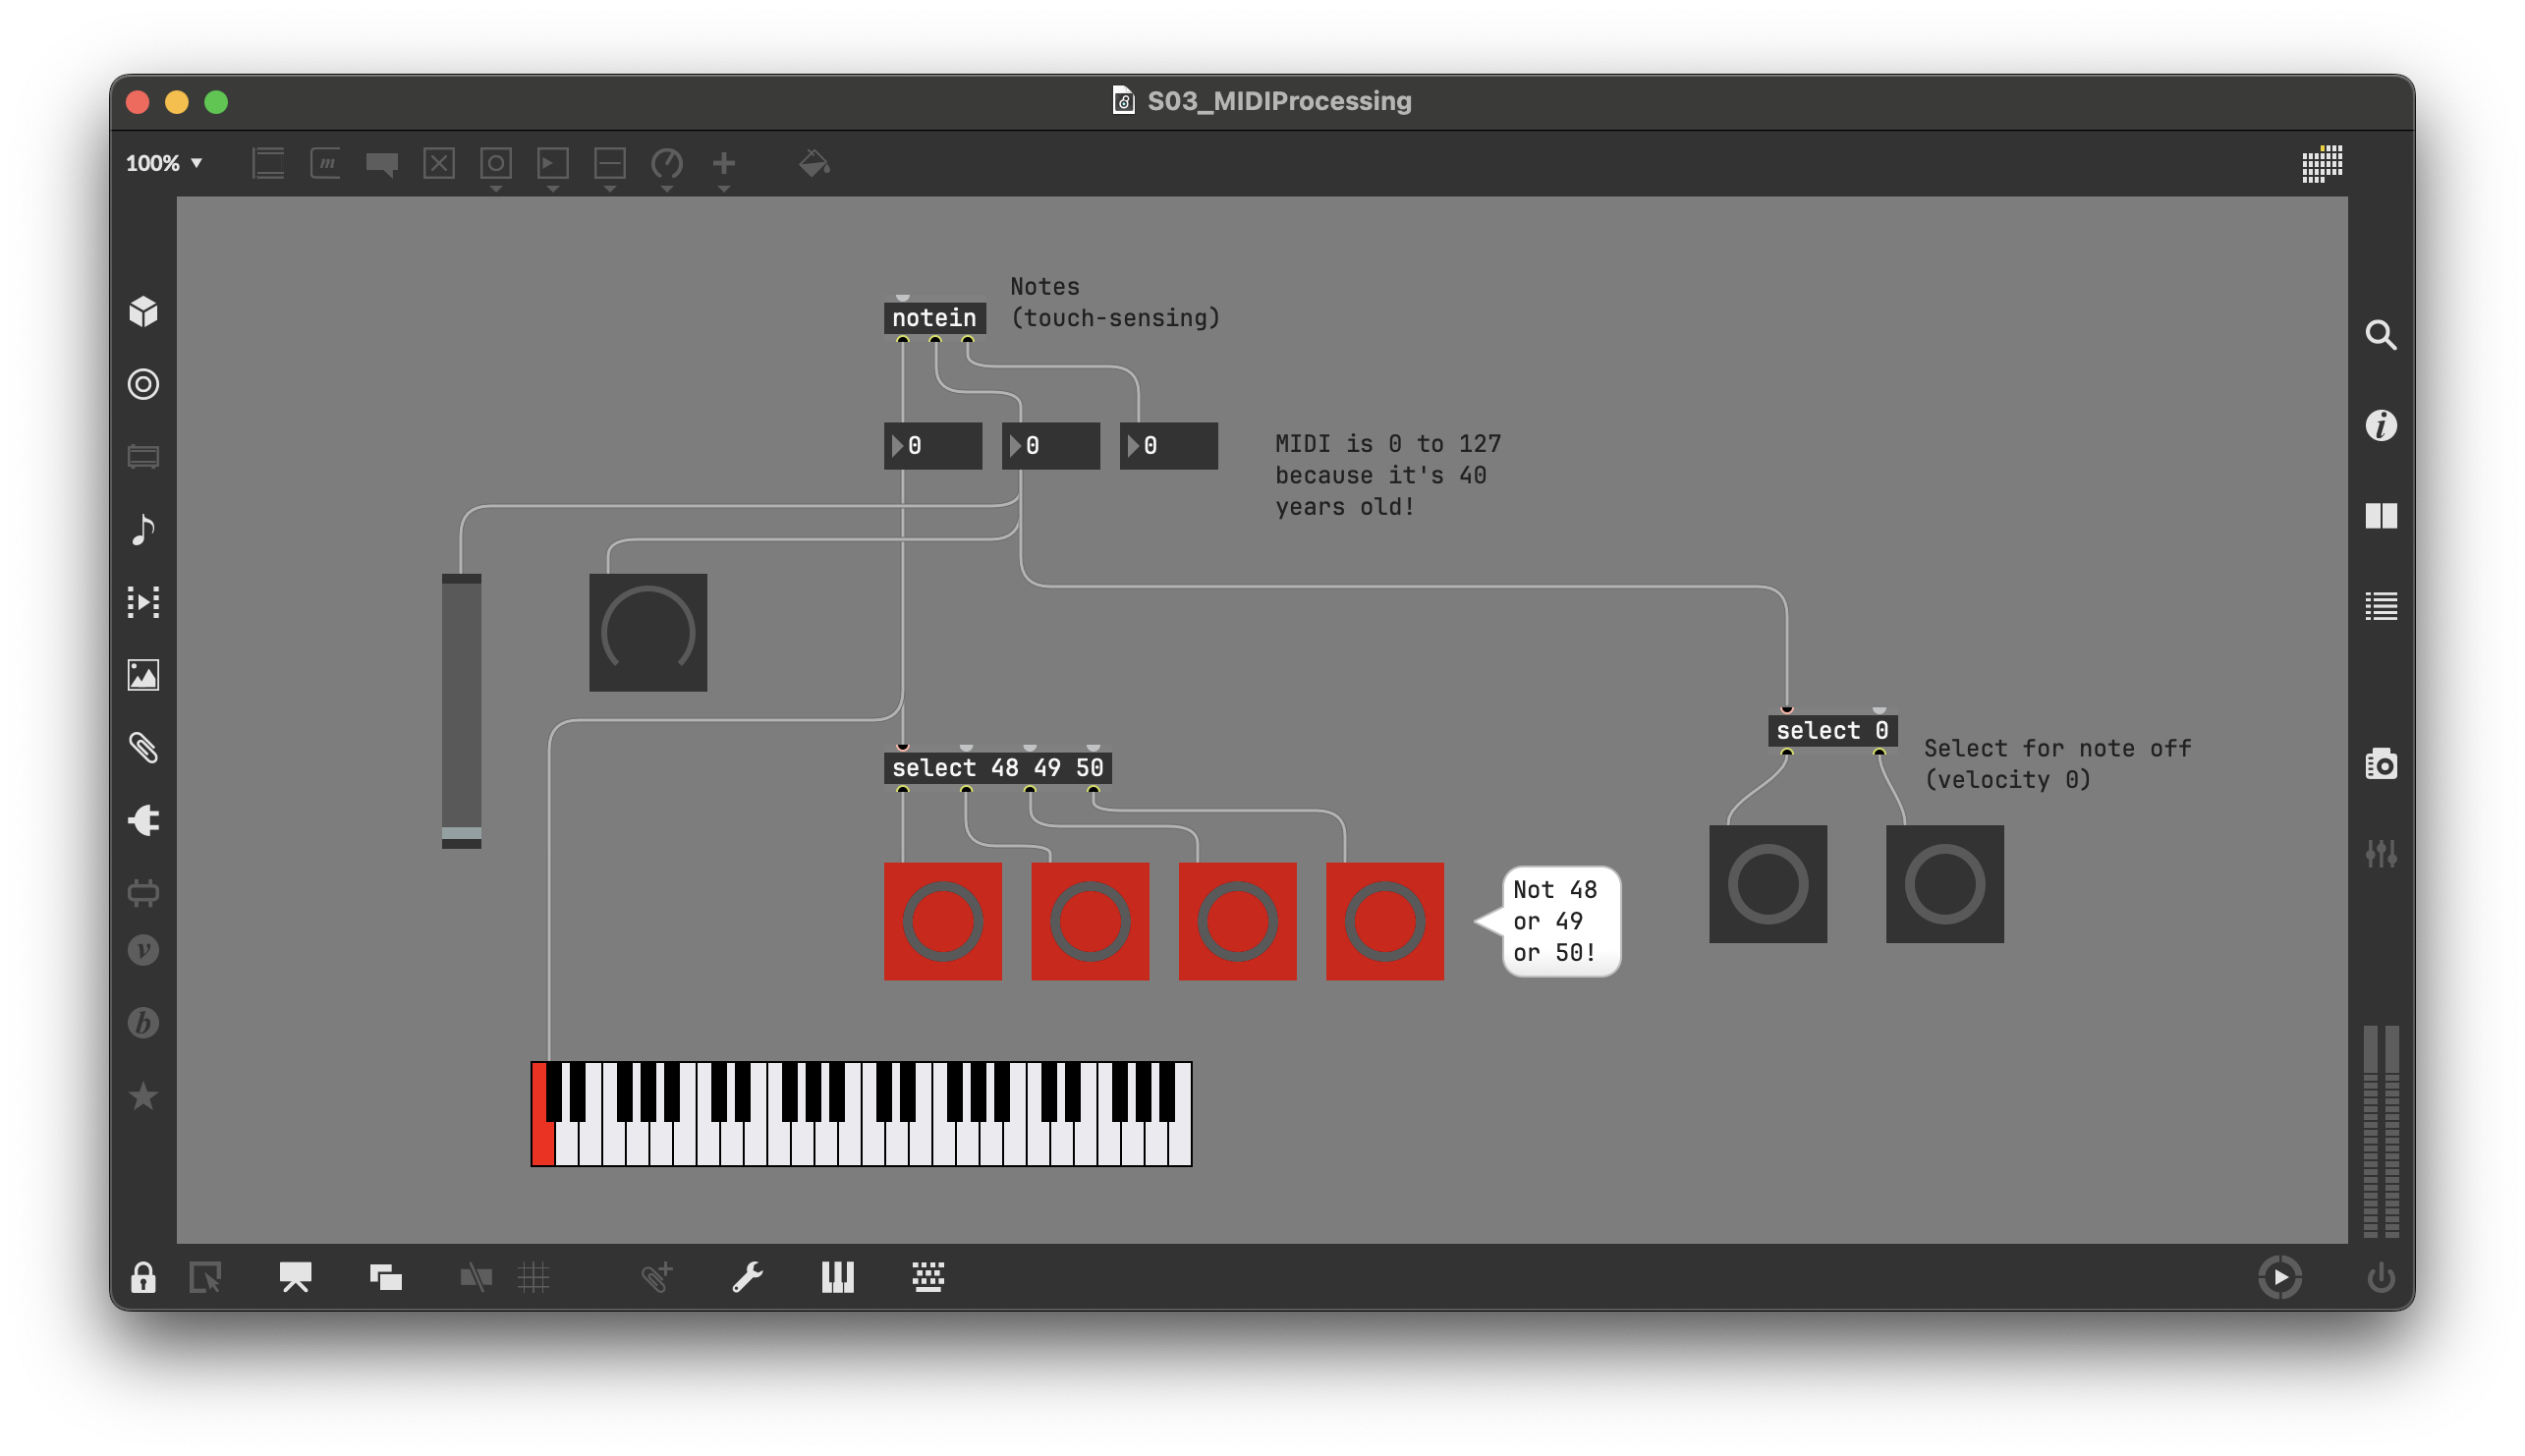 S03_MIDIProcessing
100%
m
Notes
(touch-sensing)
notein
0
0
0
MIDI is 0 to 127
because it's 40
years old!
select 0
Select for note off
(velocity 0)
select 48 49 50
Not 48
or 49
or 50!
i
v
b